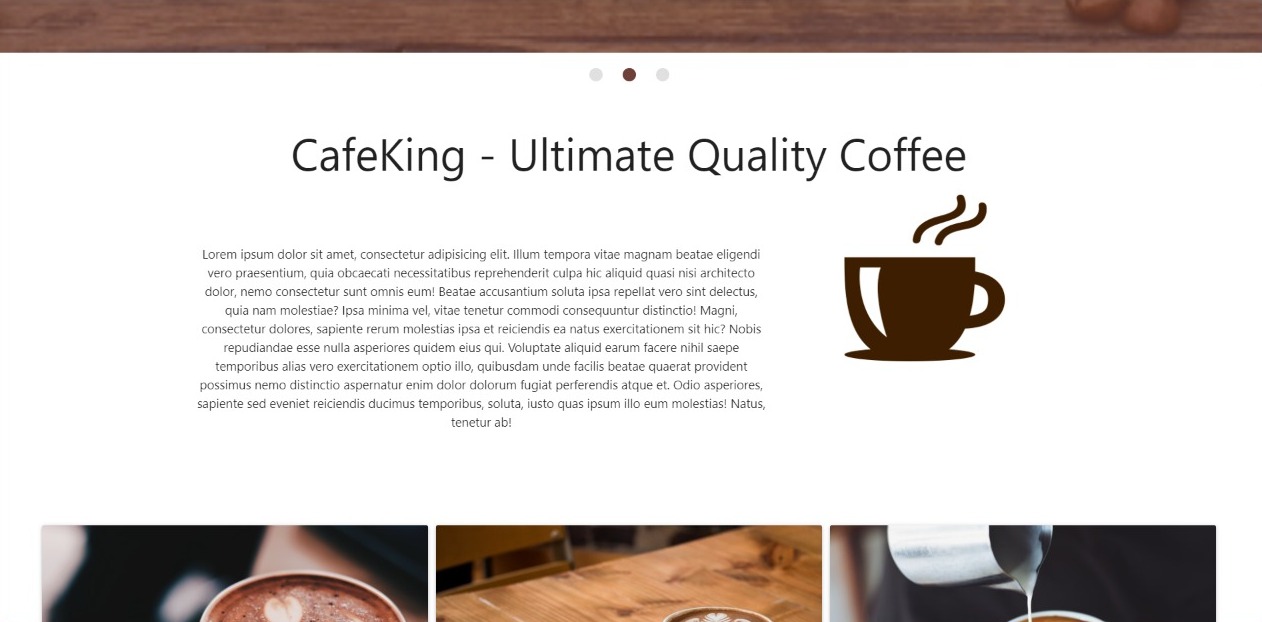 CafeKing - Ultimate Quality Coffee
Lorem ipsum dolor sit amet, consectetur adipisicing elit. Illum tempora vitae magnam beatae eligendi
vero praesentium, quia obcaecati necessitatibus reprehenderit culpa hic aliquid quasi nisi architecto
dolor, nemo consectetur sunt omnis eum! Beatae accusantium soluta ipsa repellat vero sint delectus,
quia nam molestiae? Ipsa minima vel, vitae tenetur commodi consequuntur distinctio! Magni,
consectetur dolores, sapiente rerum molestias ipsa et reiciendis ea natus exercitationem sit hic? Nobis
repudiandae esse nulla asperiores quidem eius qui. Voluptate aliquid earum facere nihil saepe
temporibus alias vero exercitationem optio illo, quibusdam unde facilis beatae quaerat provident
possimus nemo distinctio aspernatur enim dolor dolorum fugiat perferendis atque et. Odio asperiores,
sapiente sed eveniet reiciendis ducimus temporibus, soluta, iusto quas ipsum illo eum molestias! Natus,
tenetur ab!